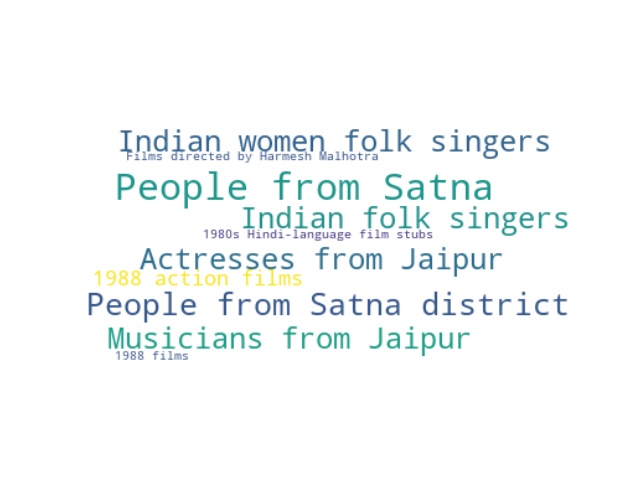 Indian women folk singers
Films directed by Harmesh Malhotra
People from Satna
Indian folk singers
1980s Hindi-language film stubs
Actresses from Jaipur
1988 action films
People from Satna district
Musicians from Jaipur
1988 films